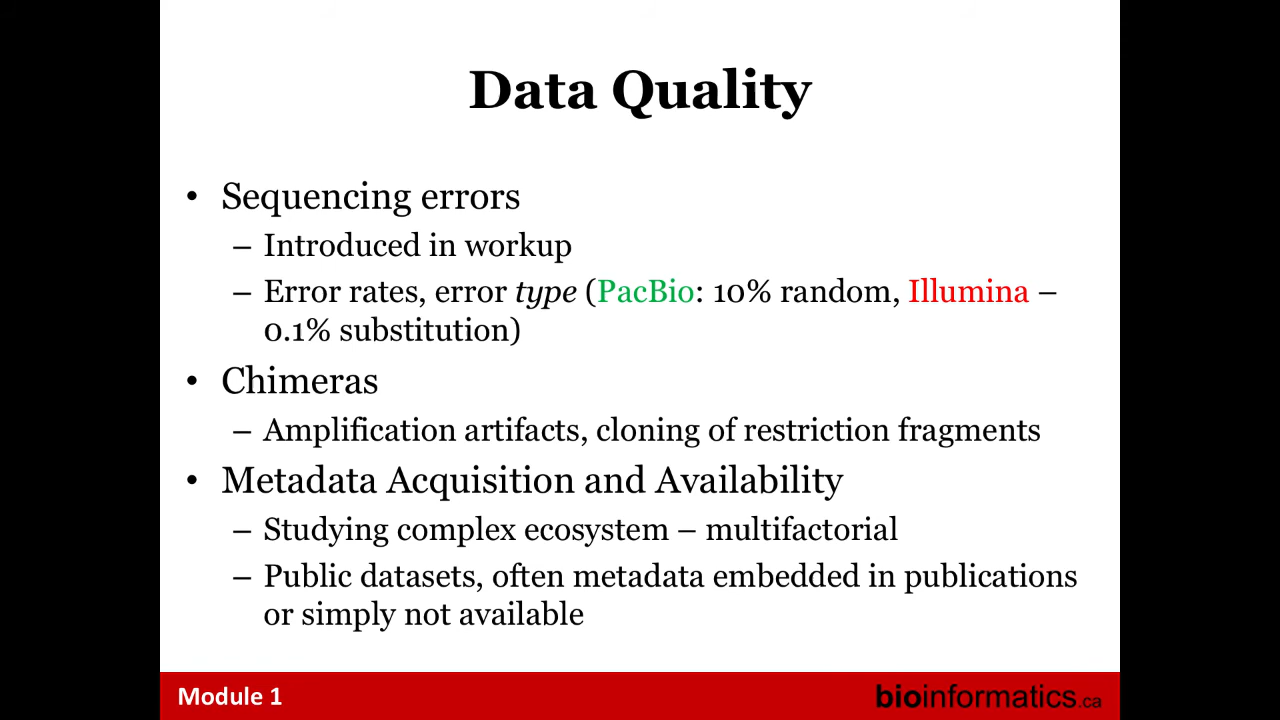 Data Quality
• Sequencing errors
– Introduced in workup
– Error rates, error type (PacBio: 10% random, Illumina –
0.1% substitution)
• Chimeras
– Amplification artifacts, cloning of restriction fragments
• Metadata Acquisition and Availability
– Studying complex ecosystem – multifactorial
– Public datasets, often metadata embedded in publications
or simply not available
Module 1
bioinformatics.ca